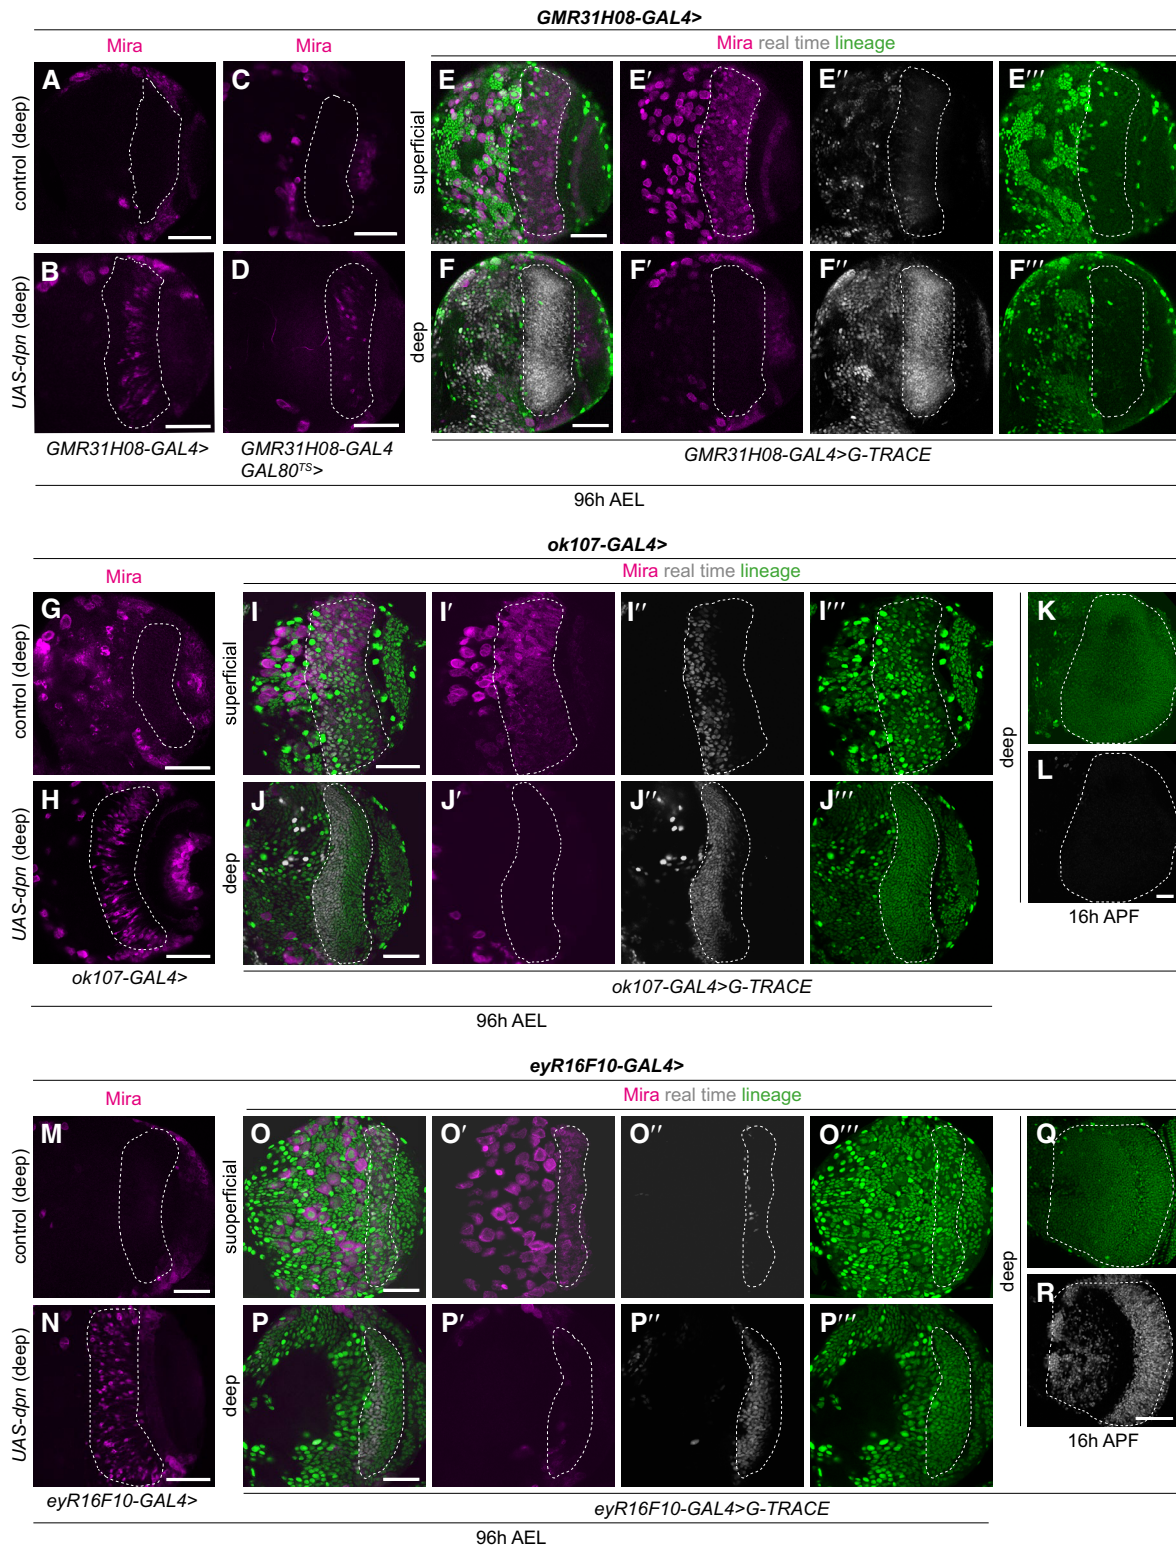 GMR31H08-GAL4>
Mira
Mira
Mira real time lineage
control (deep)
A
C
superficial
E
E'
E''
E'''
UAS-dpn (deep)
B
D
deep
F
F'
F''
F'''
GMR31H08-GAL4>
GMR31H08-GAL4
GAL80TS>
GMR31H08-GAL4>G-TRACE
96h AEL
ok107-GAL4>
Mira
Mira real time lineage
control (deep)
G
superficial
I
I'
I''
I'''
K
deep
UAS-dpn (deep)
H
deep
J
J'
J''
J'''
L
16h APF
ok107-GAL4>
ok107-GAL4>G-TRACE
96h AEL
eyR16F10-GAL4>
Mira
Mira real time lineage
control (deep)
M
suoperficial
O
O'
O''
O'''
Q
deep
UAS-dpn (deep)
N
deep
P
P'
P''
P'''
R
16h APF
eyR16F10-GAL4>
eyR16F10-GAL4>G-TRACE
96h AEL